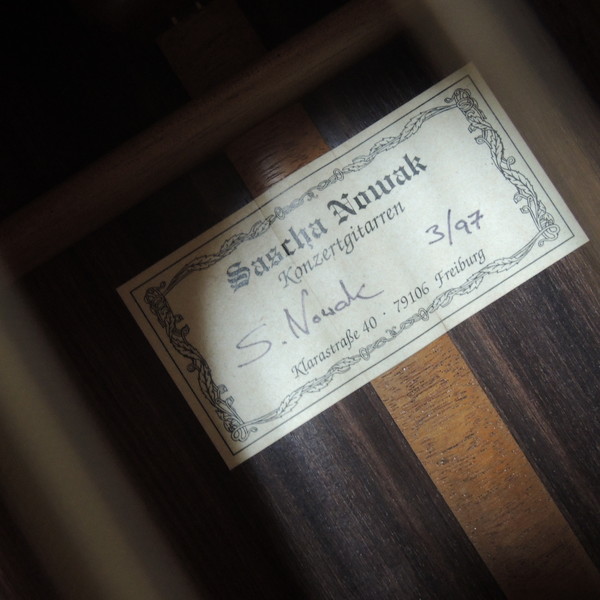 Sascha Nowak
Konzertgitarren
3/97
S. Nowak
Klarastraße 40 · 79106 Freiburg